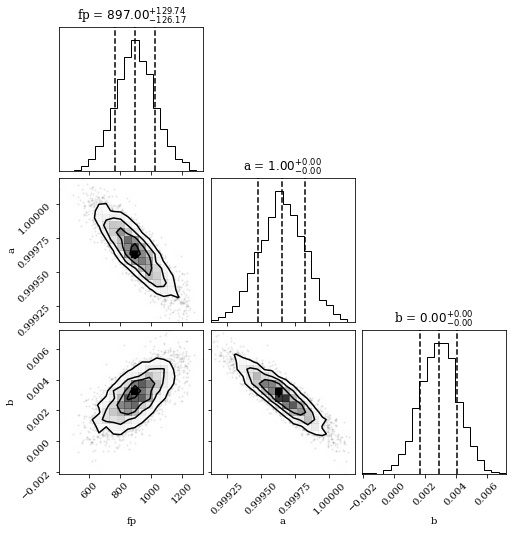 fp = 897.00+129.74−126.17
a = 1.00+0.00−0.00
b = 0.00+0.00−0.00
a
1.00000
0.99975
0.99950
0.99925
b
0.006
0.004
0.002
0.000
−0.002
600 800 1000 1200
0.99925 0.99950 0.99975 1.00000
−0.002 0.000 0.002 0.004 0.006
fp a b